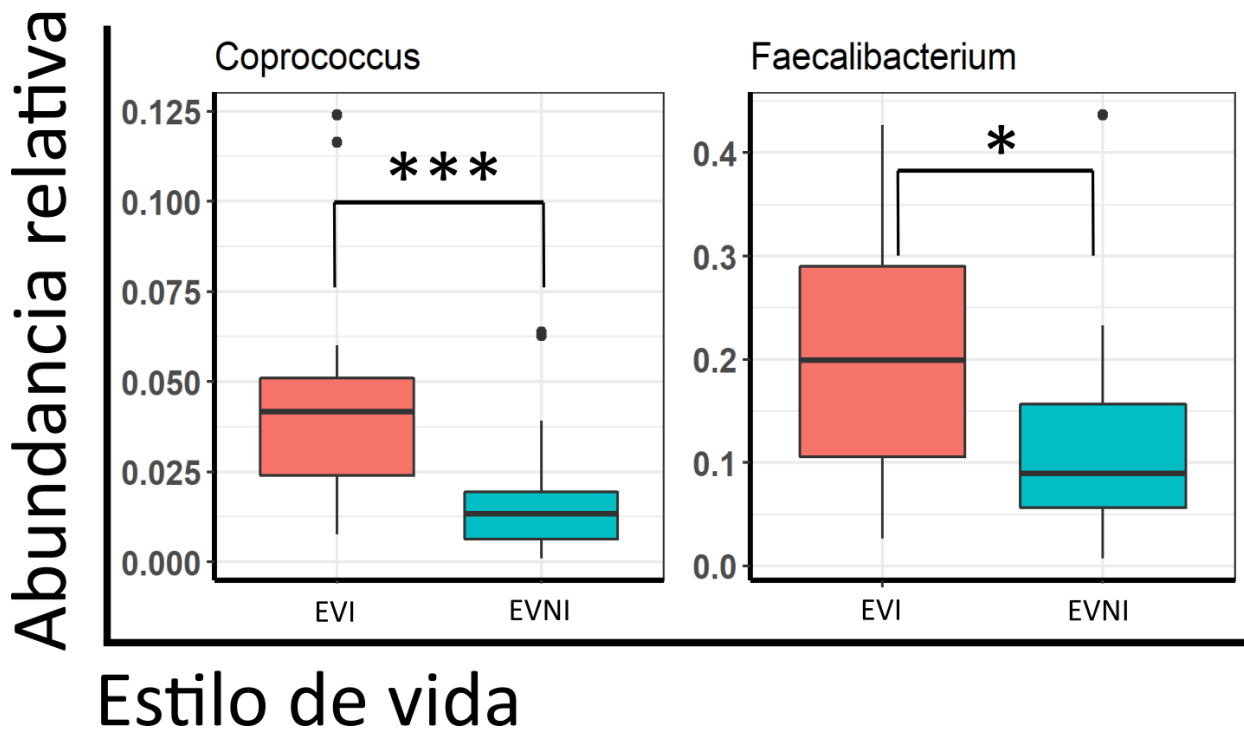 Abundancia relativa
Coprococcus
0.125
0.100
0.075
0.050
0.025
0.000
***
EVI EVNI
Faecalibacterium
0.4
0.3
0.2
0.1
0.0
*
EVI EVNI
Estilo de vida